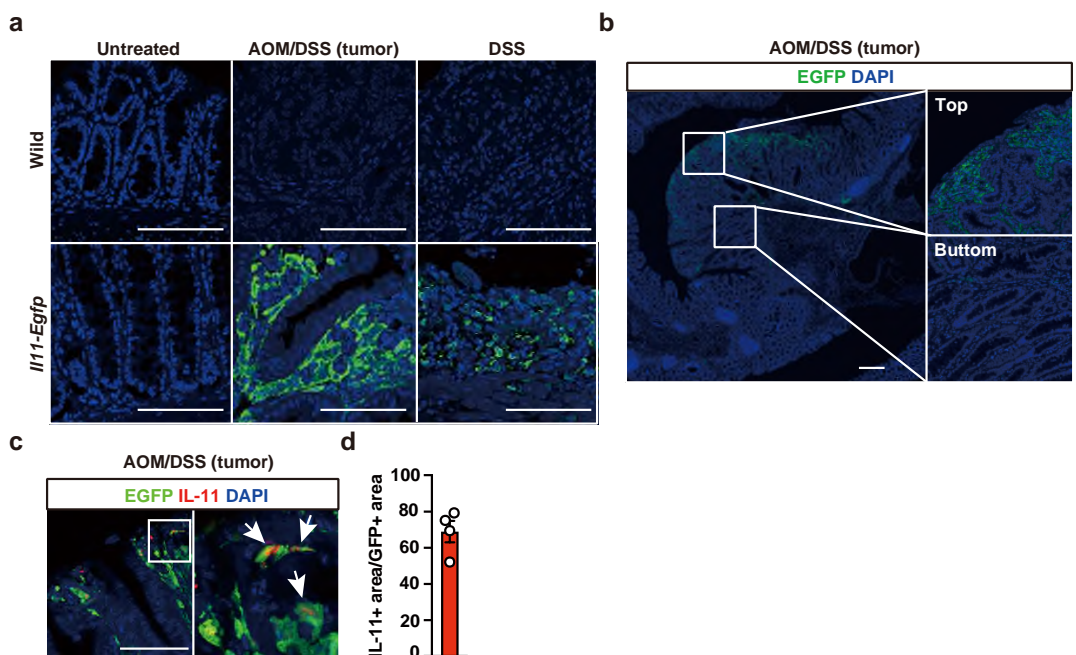 a
Untreated AOM/DSS (tumor) DSS
Wild
Il11-Egfp
b
AOM/DSS (tumor)
EGFP DAPI
Top
Buttom
c
AOM/DSS (tumor)
EGFP IL-11 DAPI
d
IL-11+ area/GFP+ area
100
80
60
40
20
0